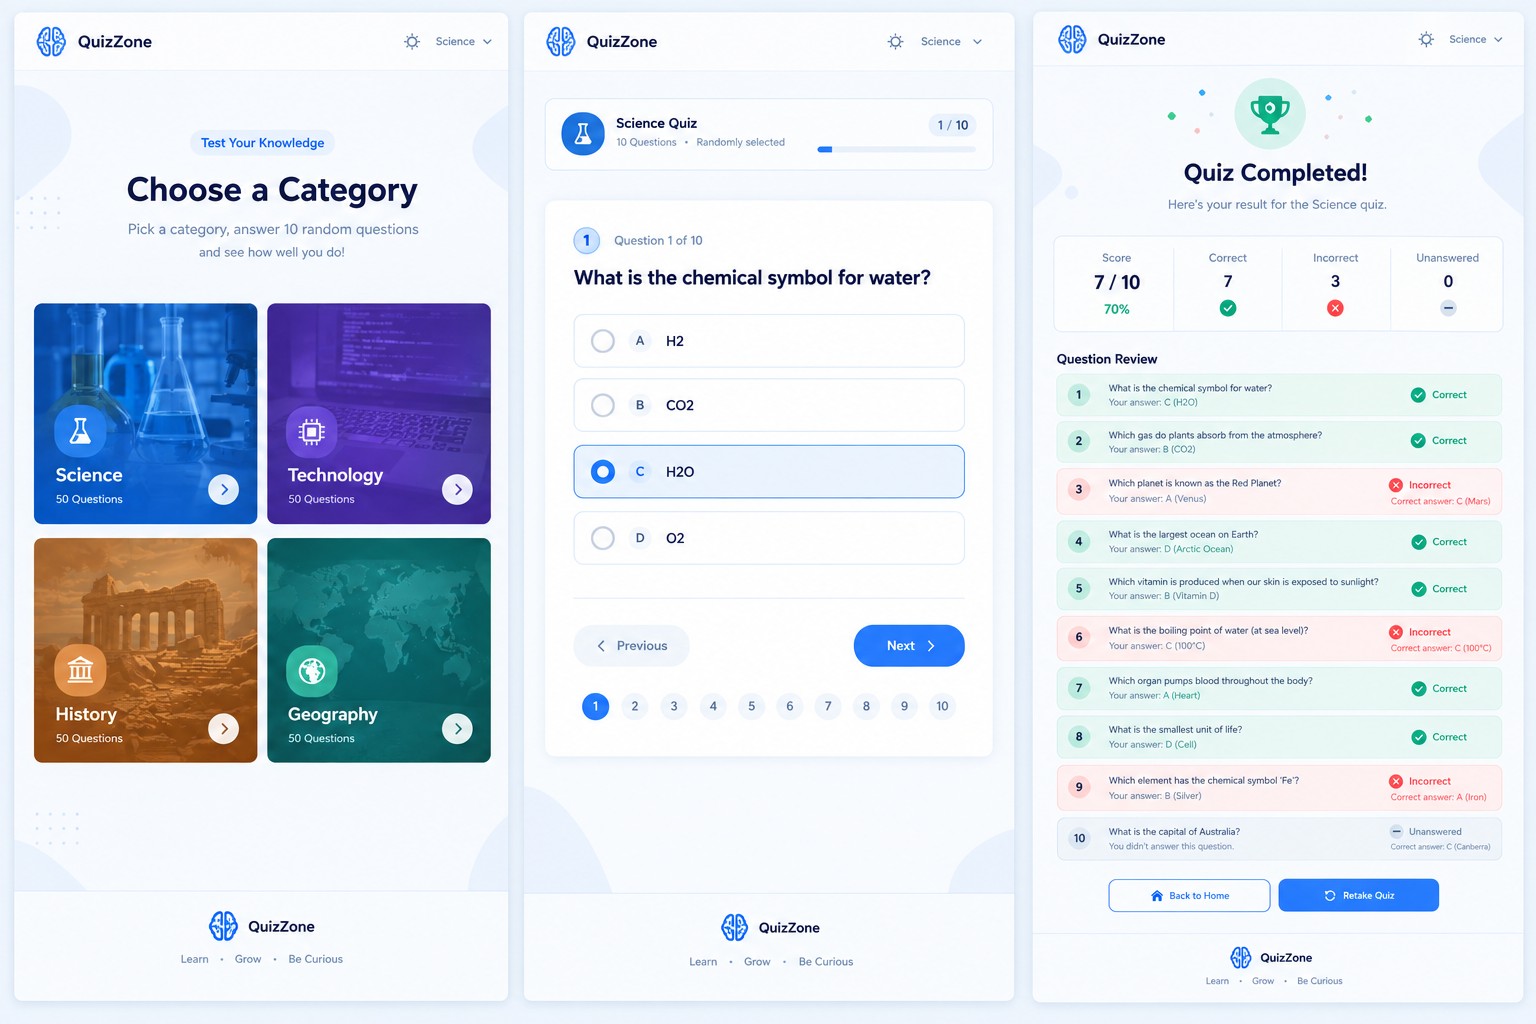 QuizZone
Science
Test Your Knowledge
Choose a Category
Pick a category, answer 10 random questions
and see how well you do!
Science
50 Questions
Technology
50 Questions
History
50 Questions
Geography
50 Questions
QuizZone
Learn • Grow • Be Curious
QuizZone
Science
Science Quiz
10 Questions • Randomly selected
1 / 10
1 Question 1 of 10
What is the chemical symbol for water?
A H2
B CO2
C H2O
D O2
Previous
Next
1 2 3 4 5 6 7 8 9 10
QuizZone
Learn • Grow • Be Curious
QuizZone
Science
Quiz Completed!
Here's your result for the Science quiz.
Score
7 / 10
70%
Correct
7
Incorrect
3
Unanswered
0
Question Review
1
What is the chemical symbol for water?
Your answer: C (H2O)
Correct
2
Which gas do plants absorb from the atmosphere?
Your answer: B (CO2)
Correct
3
Which planet is known as the Red Planet?
Your answer: A (Venus)
Incorrect
Correct answer: C (Mars)
4
What is the largest ocean on Earth?
Your answer: D (Arctic Ocean)
Correct
5
Which vitamin is produced when our skin is exposed to sunlight?
Your answer: B (Vitamin D)
Correct
6
What is the boiling point of water (at sea level)?
Your answer: C (100°C)
Incorrect
Correct answer: C (100°C)
7
Which organ pumps blood throughout the body?
Your answer: A (Heart)
Correct
8
What is the smallest unit of life?
Your answer: D (Cell)
Correct
9
Which element has the chemical symbol 'Fe'?
Your answer: B (Silver)
Incorrect
Correct answer: A (Iron)
10
What is the capital of Australia?
You didn't answer this question.
Unanswered
Correct answer: C (Canberra)
Back to Home
Retake Quiz
QuizZone
Learn • Grow • Be Curious